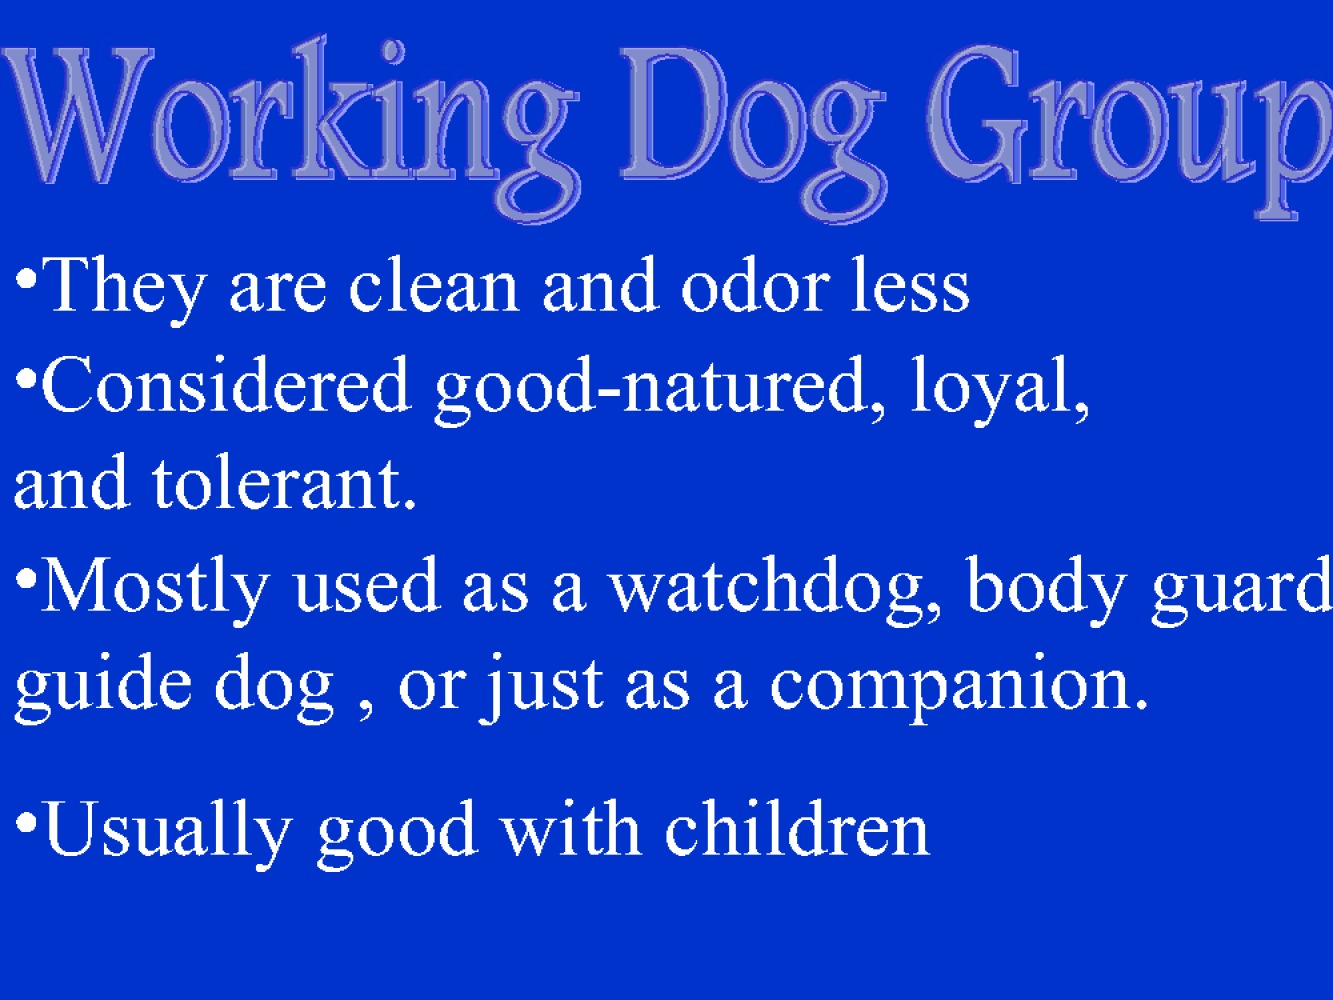 Working Dog Group
•They are clean and odor less
•Considered good-natured, loyal,
and tolerant.
•Mostly used as a watchdog, body guard
guide dog , or just as a companion.
•Usually good with children